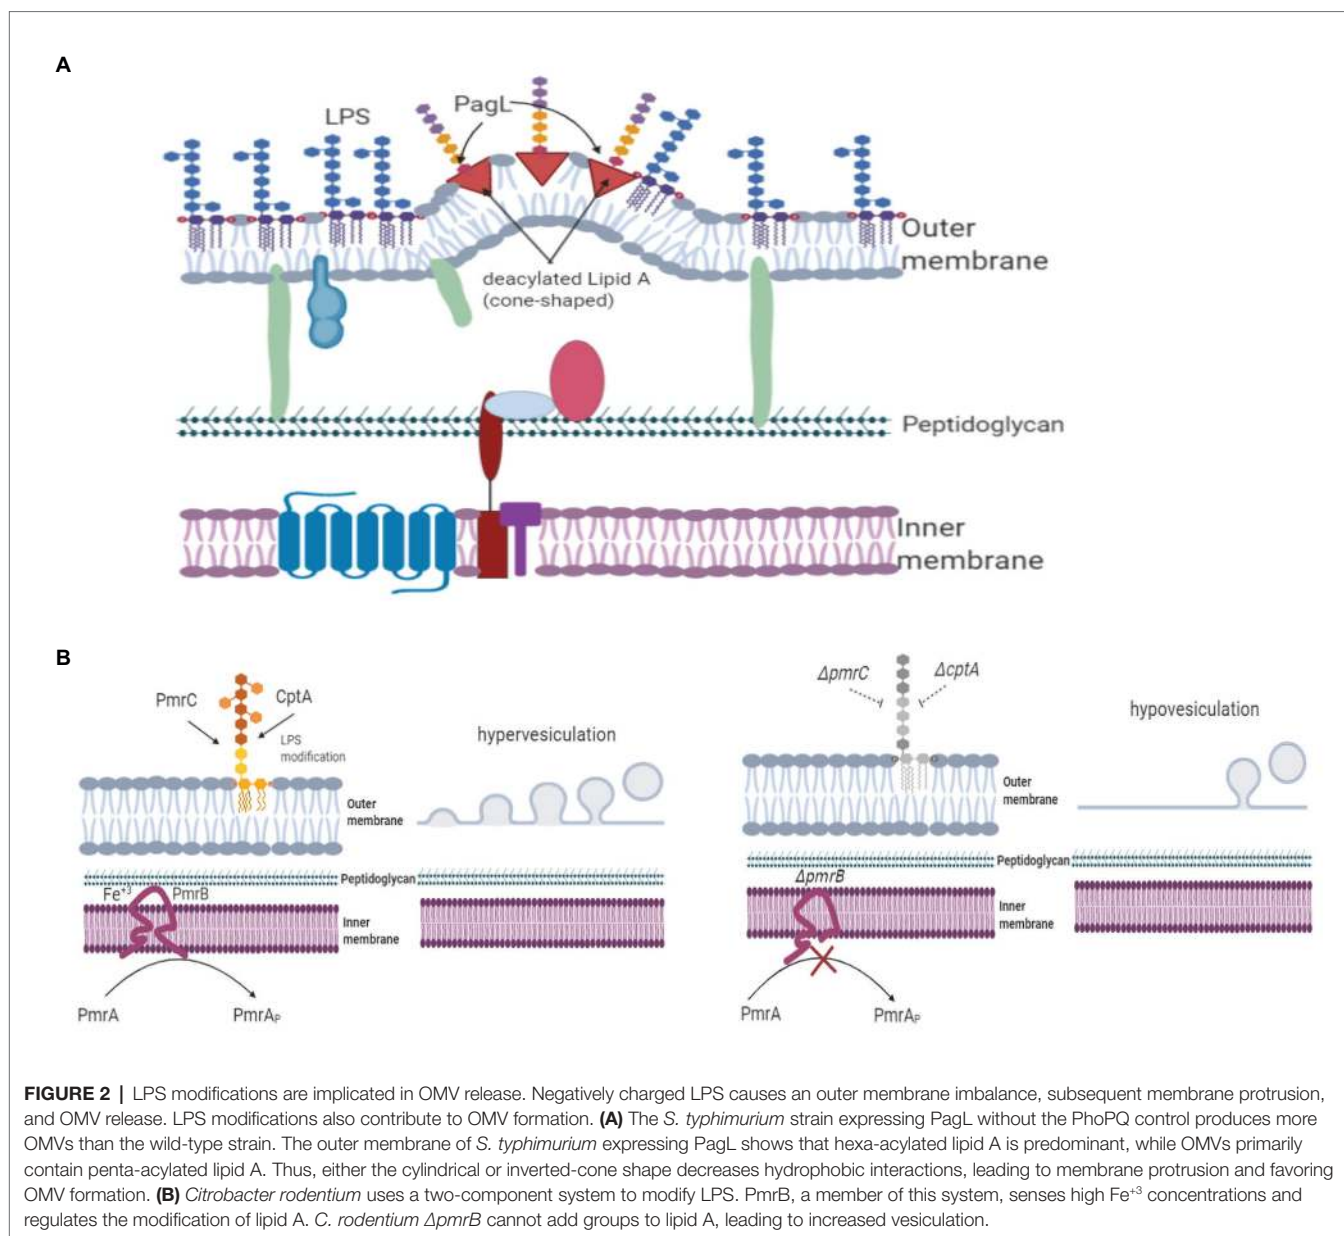 A
LPS
PagL
Outer
membrane
deacylated Lipid A
(cone-shaped)
Peptidoglycan
Inner
membrane
B
PmrC
CptA
LPS
modification
hypervesiculation
Outer
membrane
Peptidoglycan
Fe+3
PmrB
Inner
membrane
PmrA
PmrAP
ΔpmrC
ΔcptA
hypovesiculation
Outer
membrane
Peptidoglycan
ΔpmrB
Inner
membrane
PmrA
PmrAP
FIGURE 2 | LPS modifications are implicated in OMV release. Negatively charged LPS causes an outer membrane imbalance, subsequent membrane protrusion,
and OMV release. LPS modifications also contribute to OMV formation. (A) The S. typhimurium strain expressing PagL without the PhoPQ control produces more
OMVs than the wild-type strain. The outer membrane of S. typhimurium expressing PagL shows that hexa-acylated lipid A is predominant, while OMVs primarily
contain penta-acylated lipid A. Thus, either the cylindrical or inverted-cone shape decreases hydrophobic interactions, leading to membrane protrusion and favoring
OMV formation. (B) Citrobacter rodentium uses a two-component system to modify LPS. PmrB, a member of this system, senses high Fe+3 concentrations and
regulates the modification of lipid A. C. rodentium ΔpmrB cannot add groups to lipid A, leading to increased vesiculation.